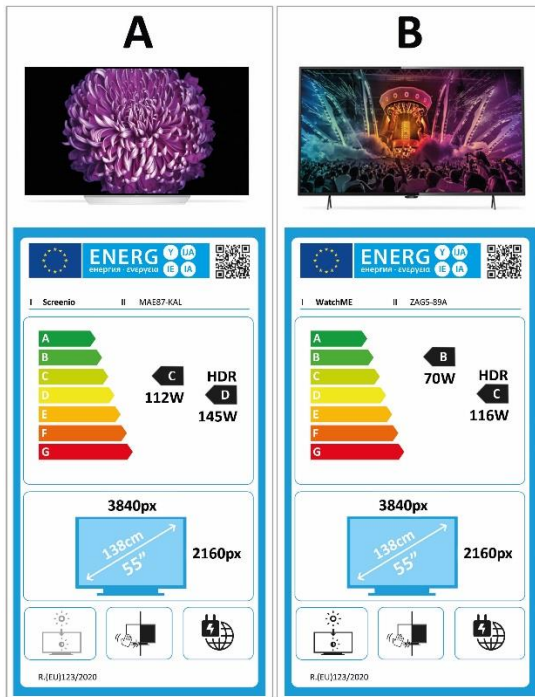 A
B
ENERG Y IJA
енергия · ενεργεια IE IA
I Screenio II MAE87-KAL
A
B
C
D
E
F
G
C
112W
HDR
D
145W
3840px
2160px
138cm
55”
R.(EU)123/2020
ENERG Y IJA
енергия · ενεργεια IE IA
I WatchME II ZAG5-89A
A
B
C
D
E
F
G
B
70W
HDR
C
116W
3840px
2160px
138cm
55”
R.(EU)123/2020